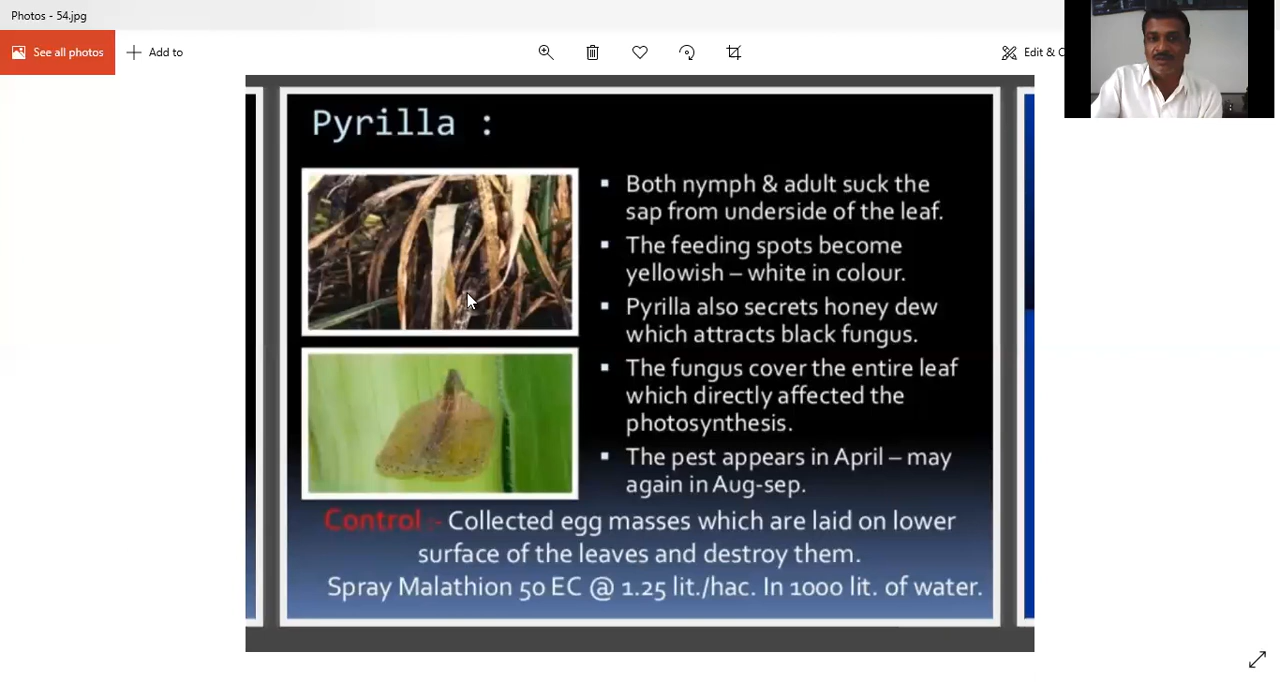 Photos - 54.jpg
See all photos
Add to
Edit & C
Pyrilla :
Both nymph & adult suck the
sap from underside of the leaf.
The feeding spots become
yellowish – white in colour.
Pyrilla also secrets honey dew
which attracts black fungus.
The fungus cover the entire leaf
which directly affected the
photosynthesis.
The pest appears in April – may
again in Aug-sep.
Control :- Collected egg masses which are laid on lower
surface of the leaves and destroy them.
Spray Malathion 50 EC @ 1.25 lit./hac. In 1000 lit. of water.